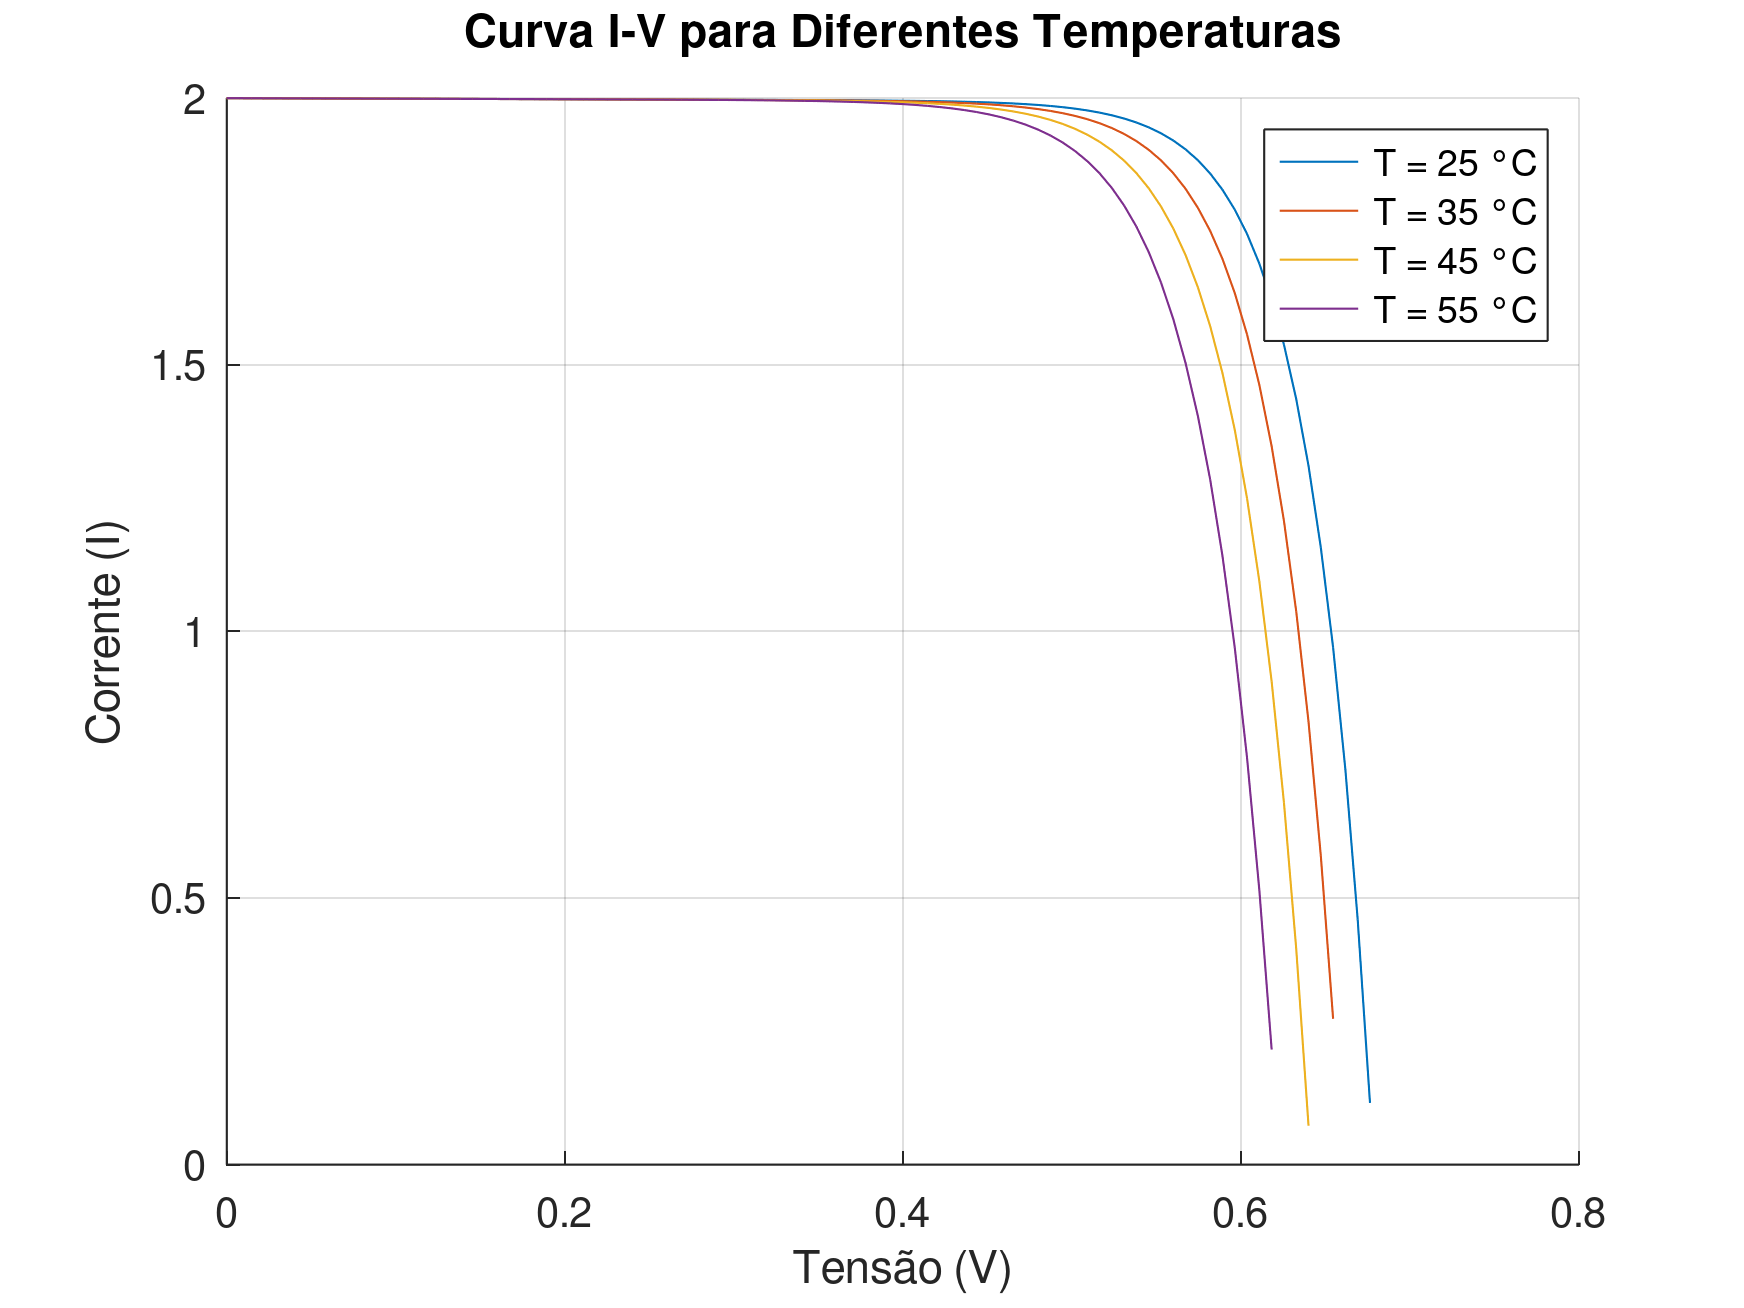 Curva I-V para Diferentes Temperaturas
2
1.5
1
0.5
0
Corrente (I)
T = 25 °C
T = 35 °C
T = 45 °C
T = 55 °C
0 0.2 0.4 0.6 0.8
Tensão (V)